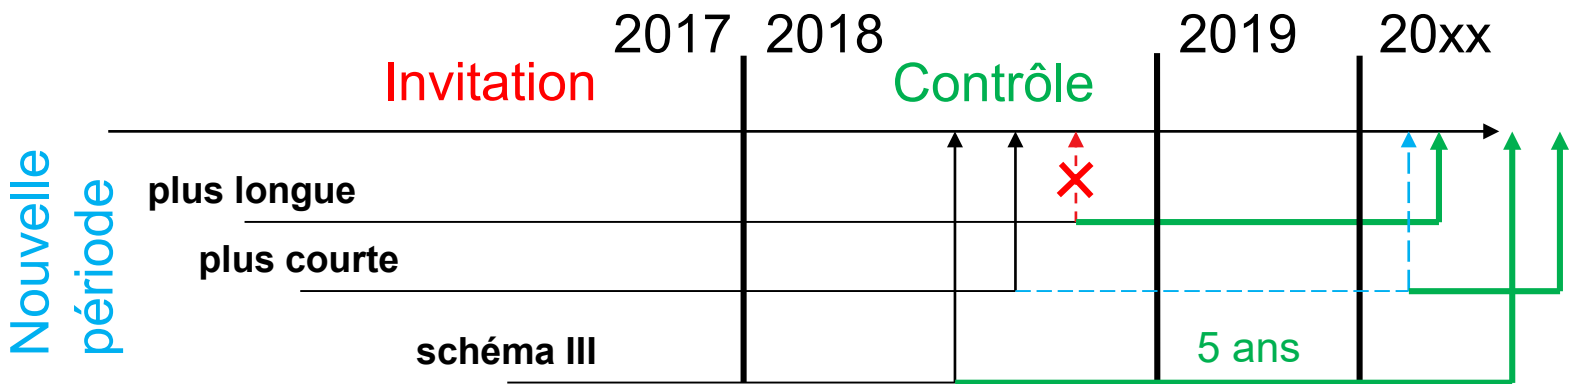 2017
2018
2019
20xx
Invitation
Contrôle
Nouvelle
période
plus longue
plus courte
schéma III
5 ans